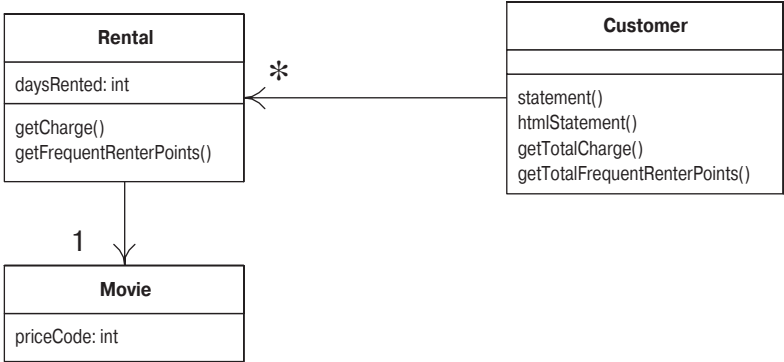 Rental
daysRented: int
getCharge()
getFrequentRenterPoints()
*
Customer
statement()
htmlStatement()
getTotalCharge()
getTotalFrequentRenterPoints()
1
Movie
priceCode: int